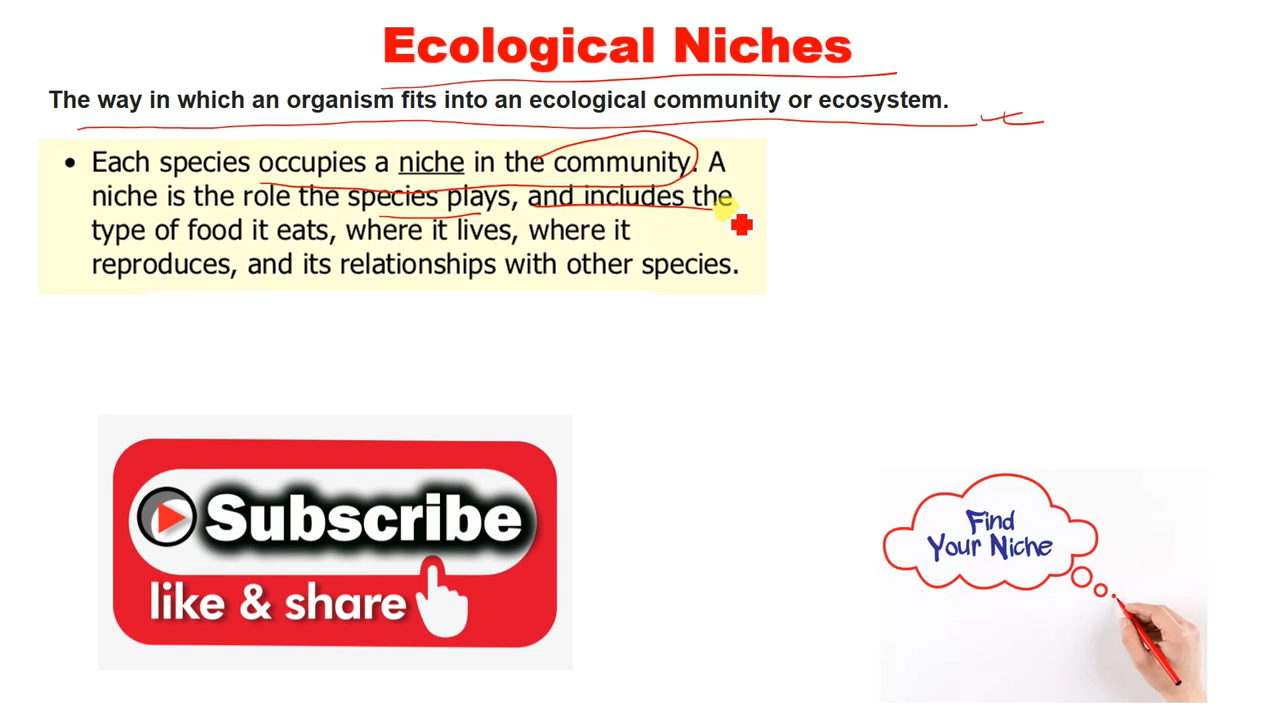 Ecological Niches
The way in which an organism fits into an ecological community or ecosystem.
• Each species occupies a niche in the community. A
niche is the role the species plays, and includes the
type of food it eats, where it lives, where it
reproduces, and its relationships with other species.
Subscribe
like & share
Find
Your Niche